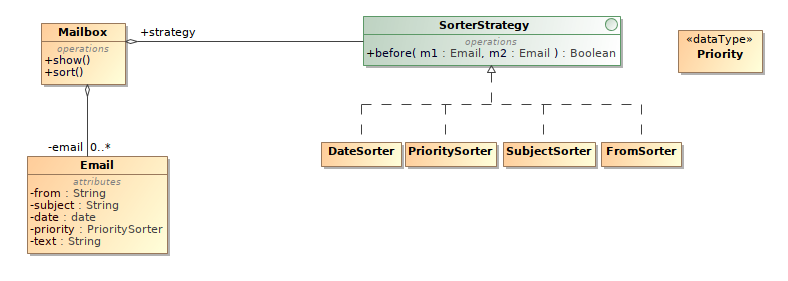 Mailbox
operations
+show()
+sort()
+strategy
SorterStrategy
operations
+before( m1 : Email, m2 : Email ) : Boolean
«dataType»
Priority
-email
0..*
Email
attributes
-from : String
-subject : String
-date : date
-priority : PrioritySorter
-text : String
DateSorter
PrioritySorter
SubjectSorter
FromSorter